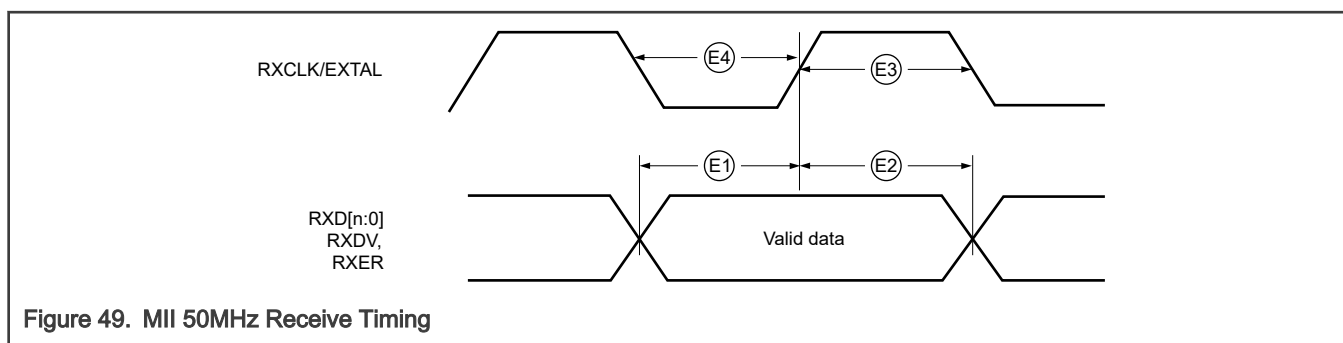 RXCLK/EXTAL
E4
E3
E1
E2
RXD[n:0]
RXDV,
RXER
Valid data
Figure 49. MII 50MHz Receive Timing